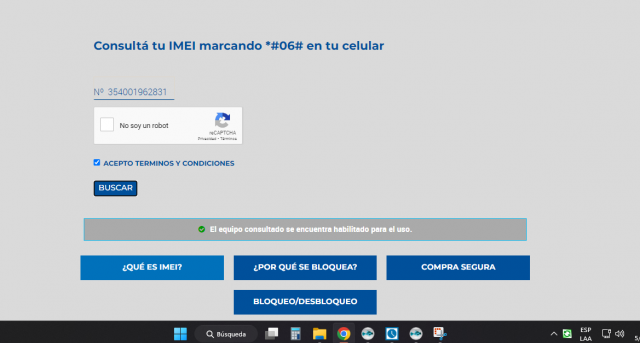 Consultá tu IMEI marcando *#06# en tu celular
Nº 354001962831
No soy un robot
reCAPTCHA
Privacidad - Términos
ACEPTO TERMINOS Y CONDICIONES
BUSCAR
El equipo consultado se encuentra habilitado para el uso.
¿QUÉ ES IMEI?
¿POR QUÉ SE BLOQUEA?
COMPRA SEGURA
BLOQUEO/DESBLOQUEO
Búsqueda
ESP
LAA
5/